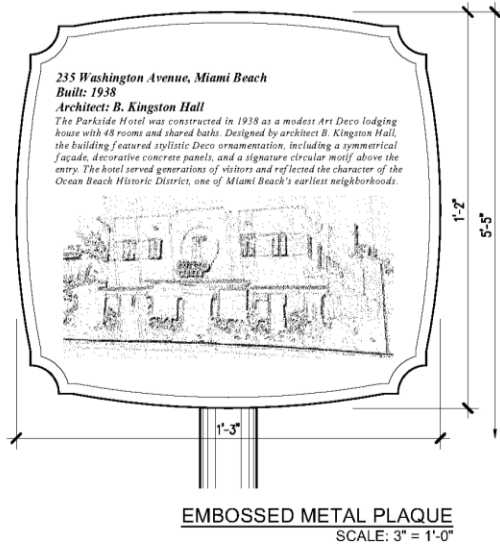 235 Washington Avenue, Miami Beach
Built: 1938
Architect: B. Kingston Hall
The Parkside Hotel was constructed in 1938 as a modest Art Deco lodging
house with 48 rooms and shared baths. Designed by architect B. Kingston Hall,
the building featured stylistic Deco ornamentation, including a symmetrical
façade, decorative concrete panels, and a signature circular motif above the
entry. The hotel served generations of visitors and reflected the character of the
Ocean Beach Historic District, one of Miami Beach's earliest neighborhoods.
1'-2"
5'-5"
1'-3"
EMBOSSED METAL PLAQUE
SCALE: 3" = 1'-0"